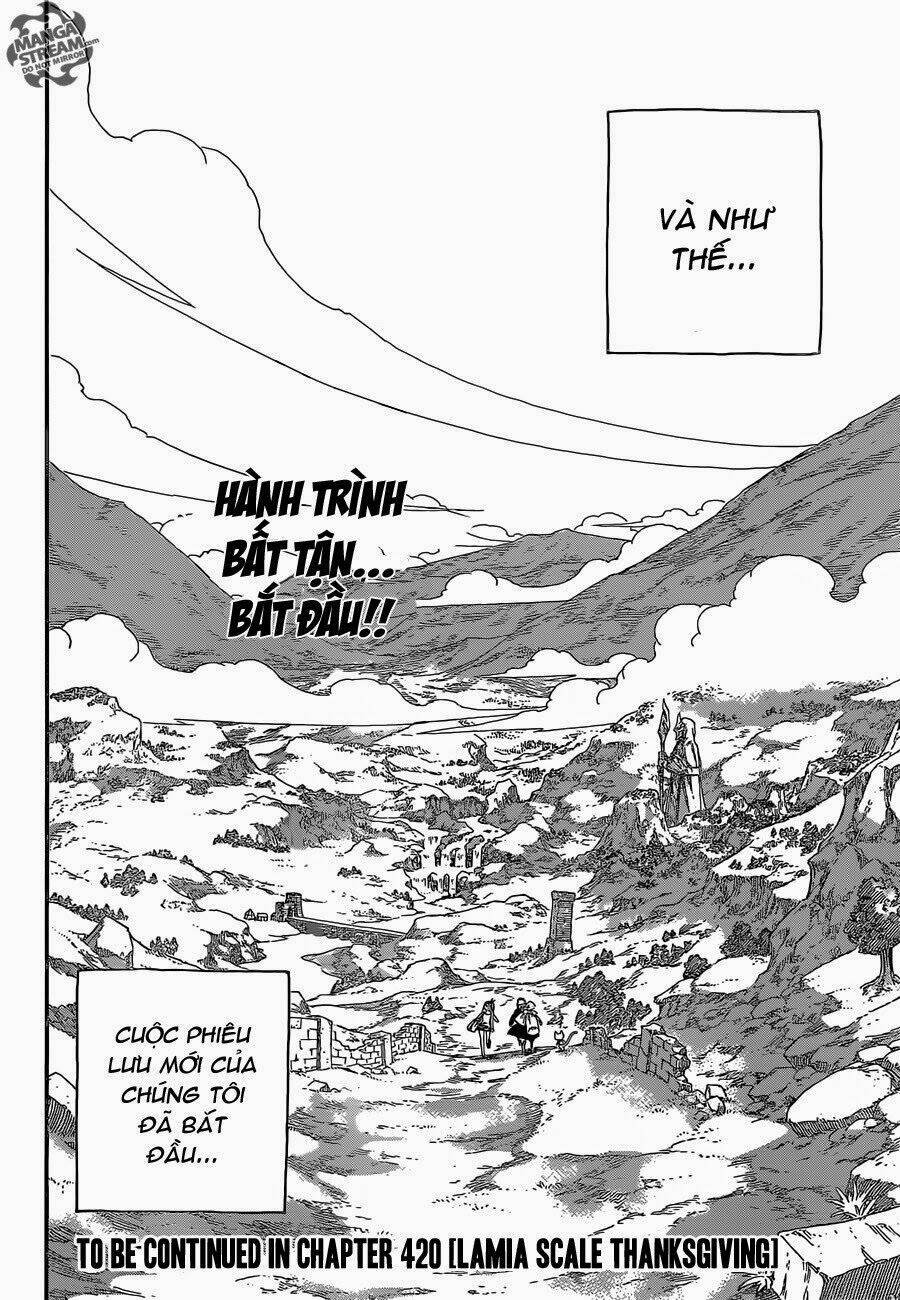 MANGA
STREAM.com
DO NOT MIRROR
VÀ NHƯ
THẾ...
HÀNH TRÌNH
BẤT TẬN...
BẮT ĐẦU!!
CUỘC PHIÊU
LƯU MỚI CỦA
CHÚNG TÔI
ĐÃ BẮT
ĐẦU...
TO BE CONTINUED IN CHAPTER 420 [LAMIA SCALE THANKSGIVING]